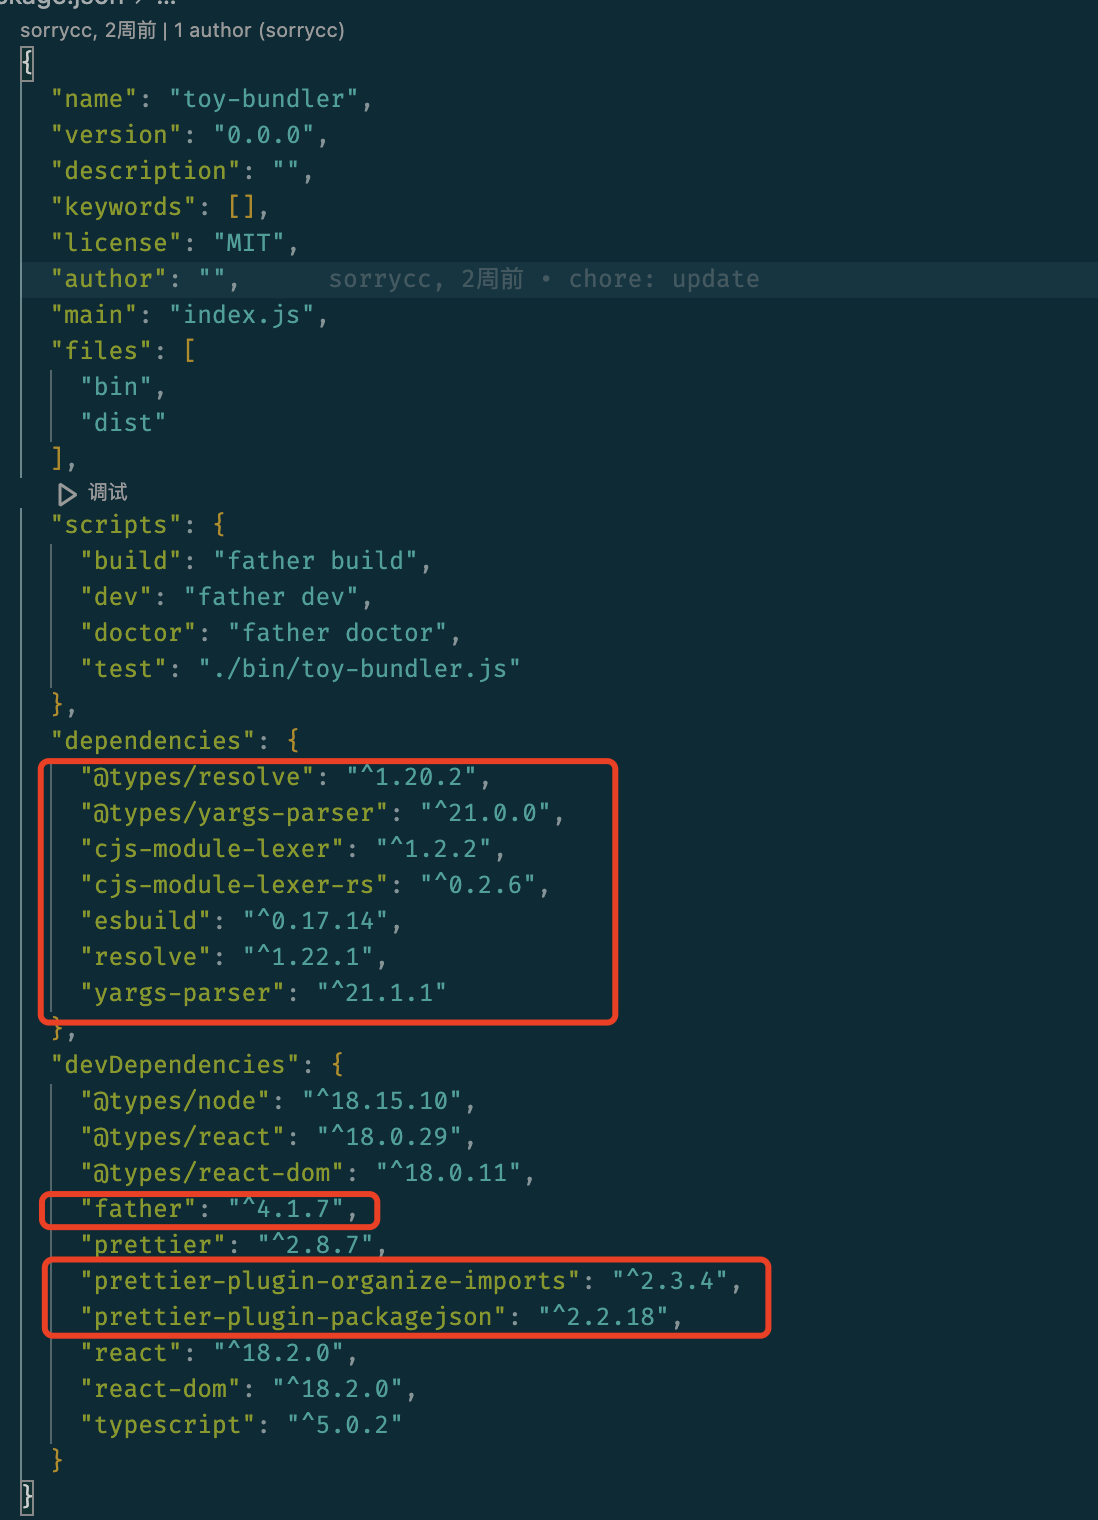 sorrycc, 2周前 | 1 author (sorrycc)
{
"name": "toy-bundler",
"version": "0.0.0",
"description": "",
"keywords": [],
"license": "MIT",
"author": "", sorrycc, 2周前 • chore: update
"main": "index.js",
"files": [
"bin",
"dist"
],
调试
"scripts": {
"build": "father build",
"dev": "father dev",
"doctor": "father doctor",
"test": "./bin/toy-bundler.js"
},
"dependencies": {
"@types/resolve": "^1.20.2",
"@types/yargs-parser": "^21.0.0",
"cjs-module-lexer": "^1.2.2",
"cjs-module-lexer-rs": "^0.2.6",
"esbuild": "^0.17.14",
"resolve": "^1.22.1",
"yargs-parser": "^21.1.1"
},
"devDependencies": {
"@types/node": "^18.15.10",
"@types/react": "^18.0.29",
"@types/react-dom": "^18.0.11",
"father": "^4.1.7",
"prettier": "^2.8.7",
"prettier-plugin-organize-imports": "^2.3.4",
"prettier-plugin-packagejson": "^2.2.18",
"react": "^18.2.0",
"react-dom": "^18.2.0",
"typescript": "^5.0.2"
}
}